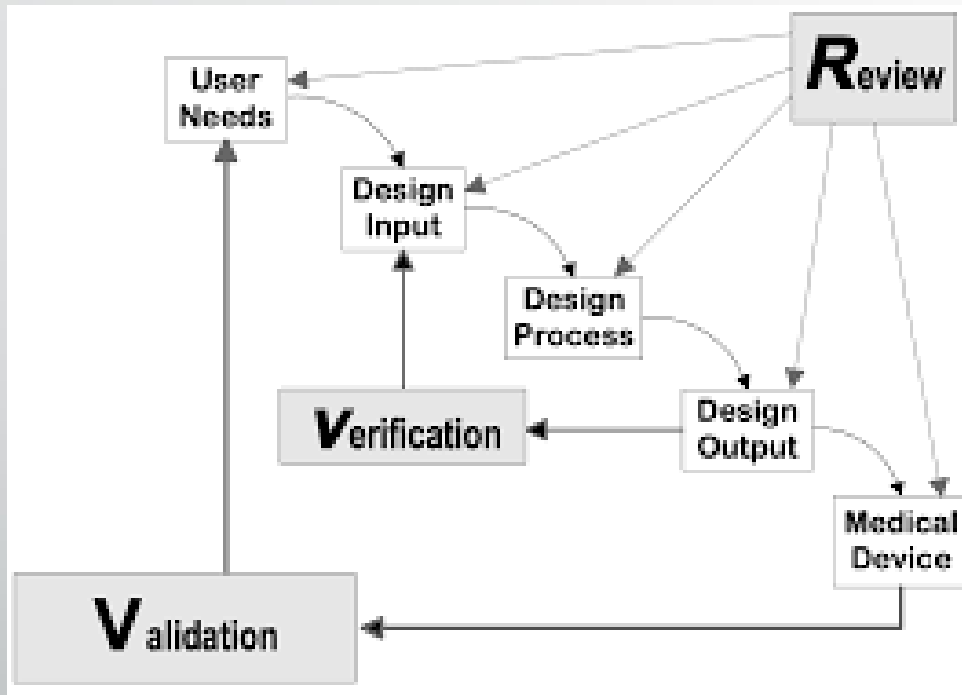 Review
User
Needs
Design
Input
Design
Process
Verification
Design
Output
Medical
Device
Validation